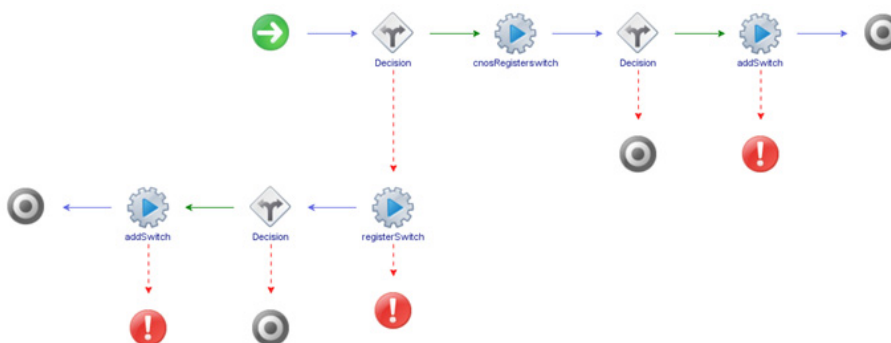 Decision
cnosRegisterswitch
Decision
addSwitch
addSwitch
Decision
registerSwitch